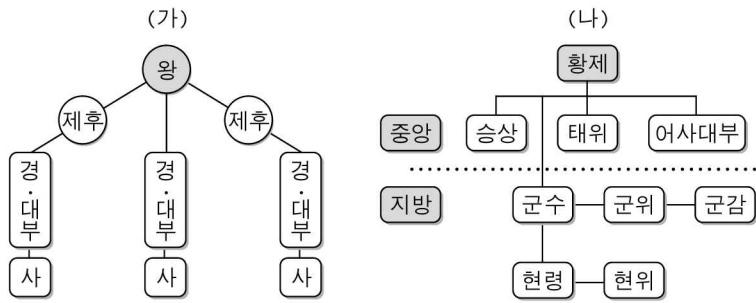 (가)
왕
제후
제후
경·대부
경·대부
경·대부
사
사
사
(나)
황제
중앙
승상
태위
어사대부
지방
군수
군위
군감
현령
현위